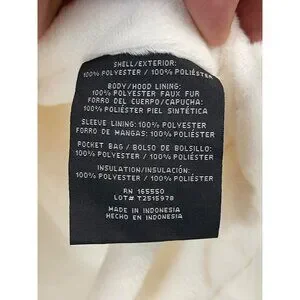 SHELL/EXTERIOR:
100% POLYESTER / 100% POLIÉSTER
BODY/HOOD LINING:
100% POLYESTER FAUX FUR
FORRO DEL CUERPO/CAPUCHA:
100% POLIÉSTER PIEL SINTÉTICA
SLEEVE LINING: 100% POLYESTER
FORRO DE MANGAS: 100% POLIÉSTER
POCKET BAG / BOLSO DE BOLSILLO:
100% POLYESTER / 100% POLIÉSTER
INSULATION/INSULACIÓN:
100% POLYESTER / 100% POLIÉSTER
RN 165550
LOT# T2515978
MADE IN INDONESIA
HECHO EN INDONESIA